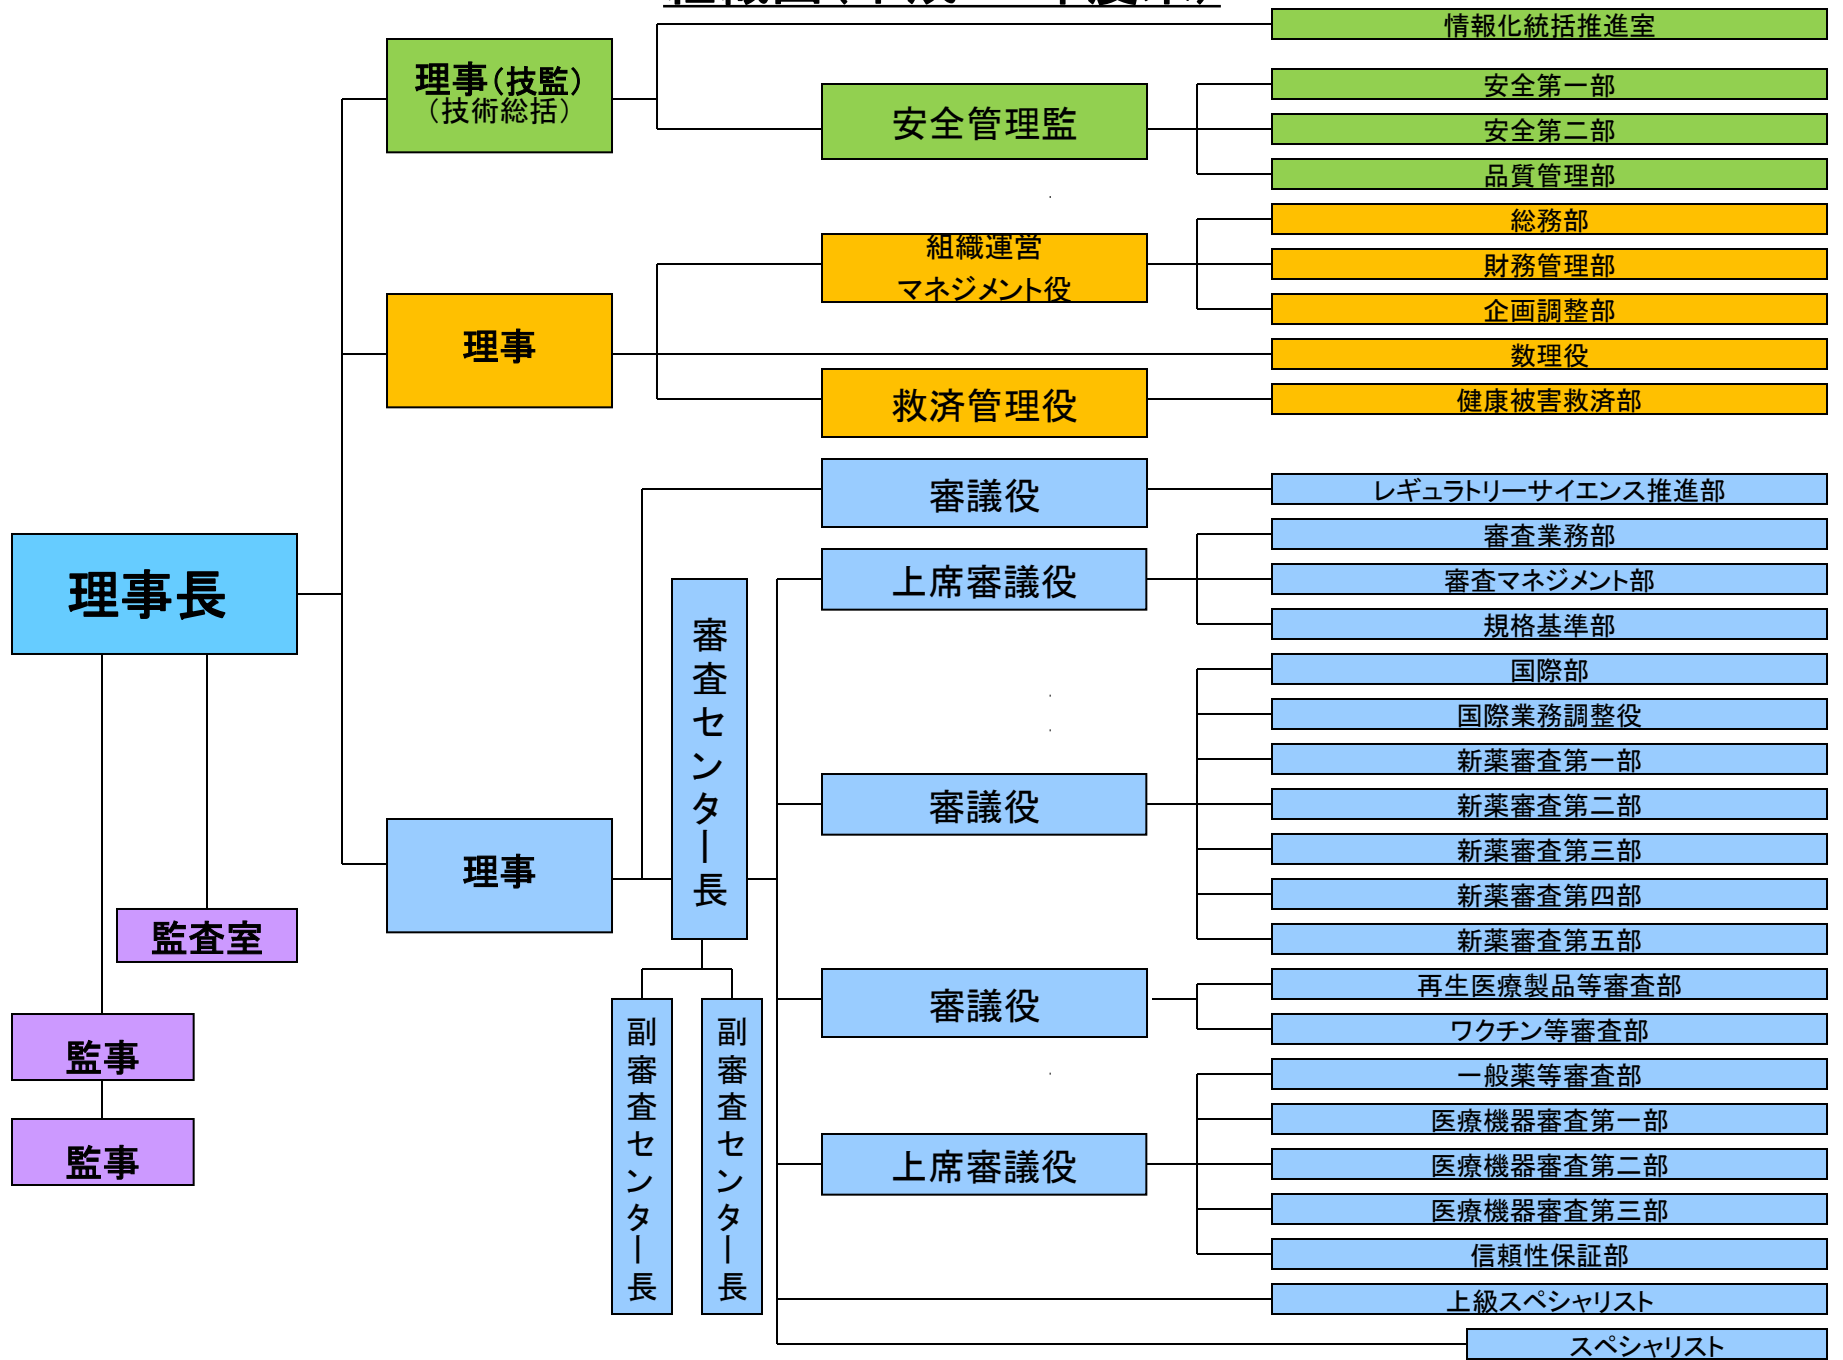 情報化統括推進室
理事（技監）
（技術総括）
安全管理監
安全第一部
安全第二部
品質管理部
組織運営
マネジメント役
総務部
財務管理部
企画調整部
理事
数理役
救済管理役
健康被害救済部
審議役
レギュラトリーサイエンス推進部
理事長
上席審議役
審査業務部
審査マネジメント部
規格基準部
審査センター長
国際部
国際業務調整役
新薬審査第一部
審議役
新薬審査第二部
新薬審査第三部
新薬審査第四部
新薬審査第五部
理事
監査室
審議役
再生医療製品等審査部
ワクチン等審査部
監事
監事
副審査センター長
副審査センター長
上席審議役
一般薬等審査部
医療機器審査第一部
医療機器審査第二部
医療機器審査第三部
信頼性保証部
上級スペシャリスト
スペシャリスト